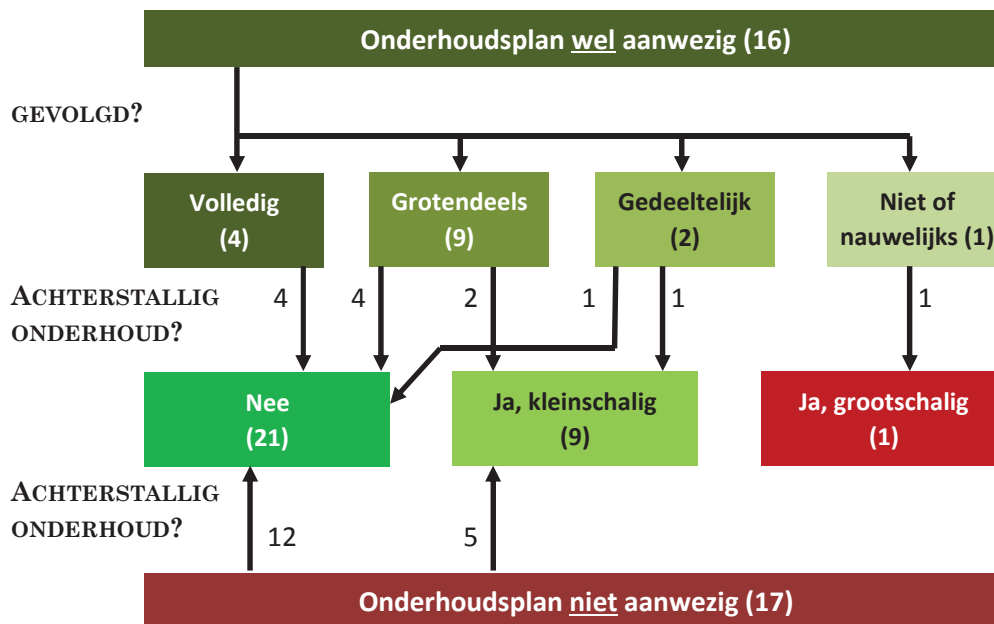 Onderhoudsplan wel aanwezig (16)
GEVOLGD?
Volledig
(4)
Grotendeels
(9)
Gedeeltelijk
(2)
Niet of
nauwelijks (1)
ACHTERSTALLIG
ONDERHOUD?
4
4
2
1
1
1
Nee
(21)
Ja, kleinschalig
(9)
Ja, grootschalig
(1)
ACHTERSTALLIG
ONDERHOUD?
12
5
Onderhoudsplan niet aanwezig (17)